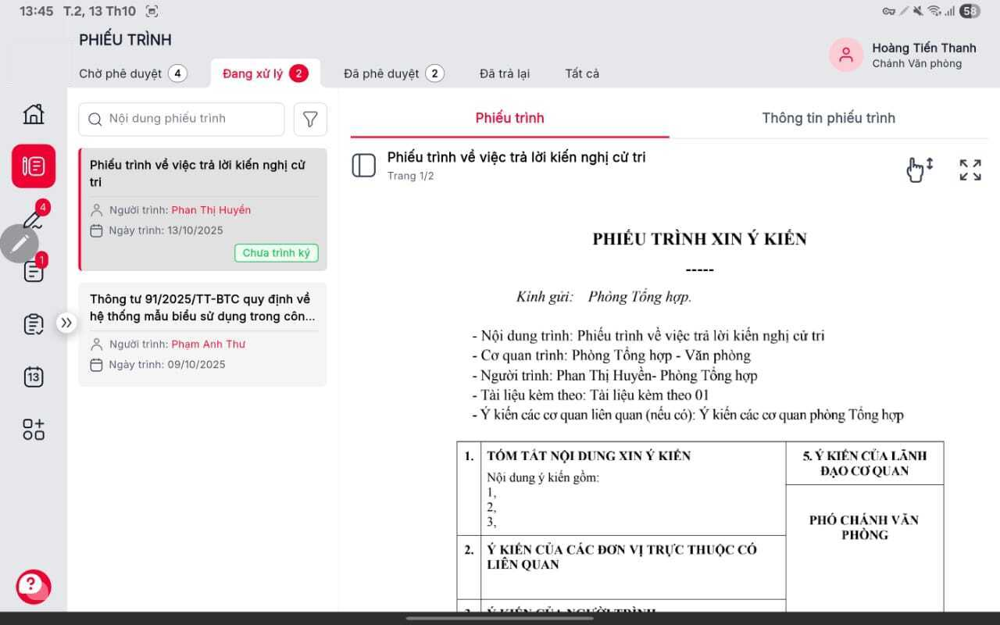 13:45 T.2, 13 Th10
58
PHIẾU TRÌNH
Hoàng Tiến Thanh
Chánh Văn phòng
Chờ phê duyệt 4
Đang xử lý 2
Đã phê duyệt 2
Đã trả lại
Tất cả
4
1
13
?
Nội dung phiếu trình
Phiếu trình về việc trả lời kiến nghị cử
tri
Người trình: Phan Thị Huyền
Ngày trình: 13/10/2025
Chưa trình ký
Thông tư 91/2025/TT-BTC quy định về
hệ thống mẫu biểu sử dụng trong côn...
Người trình: Phạm Anh Thư
Ngày trình: 09/10/2025
Phiếu trình
Thông tin phiếu trình
Phiếu trình về việc trả lời kiến nghị cử tri
Trang 1/2
PHIẾU TRÌNH XIN Ý KIẾN
-----
Kính gửi: Phòng Tổng hợp.
- Nội dung trình: Phiếu trình về việc trả lời kiến nghị cử tri
- Cơ quan trình: Phòng Tổng hợp - Văn phòng
- Người trình: Phan Thị Huyền- Phòng Tổng hợp
- Tài liệu kèm theo: Tài liệu kèm theo 01
- Ý kiến các cơ quan liên quan (nếu có): Ý kiến các cơ quan phòng Tổng hợp
1. TÓM TẮT NỘI DUNG XIN Ý KIẾN
Nội dung ý kiến gồm:
1,
2,
3,
2. Ý KIẾN CỦA CÁC ĐƠN VỊ TRỰC THUỘC CÓ
LIÊN QUAN
3. Ý KIẾN CỦA NGƯỜI TRÌNH
5. Ý KIẾN CỦA LÃNH
ĐẠO CƠ QUAN
PHÓ CHÁNH VĂN
PHÒNG